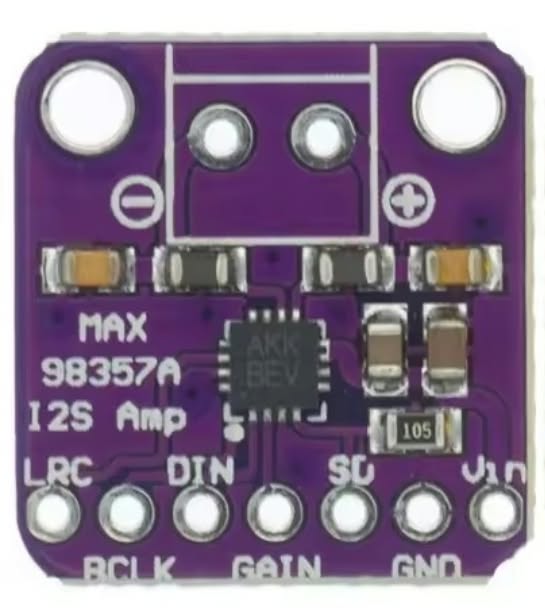 MAX
98357A
I2S Amp
AKK
BEV
105
LRC
DIN
SD
Vin
BCLK
GAIN
GND